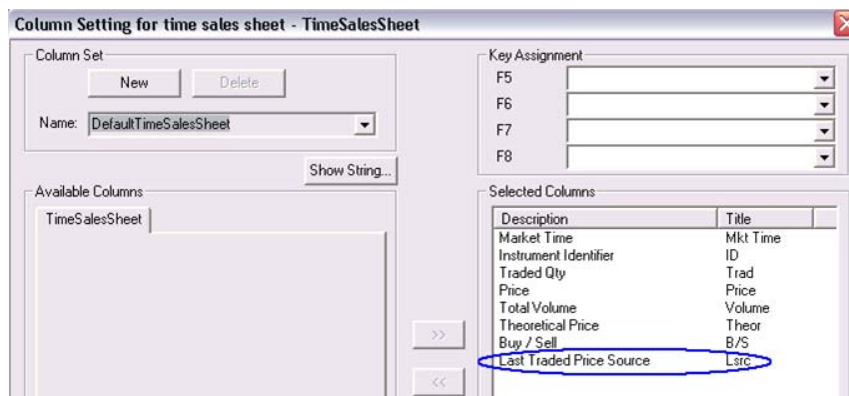 Column Setting for time sales sheet - TimeSalesSheet
Column Set
New Delete
Name: DefaultTimeSalesSheet
Show String...
Key Assignment
F5
F6
F7
F8
Available Columns
TimeSalesSheet
>>
<<
Selected Columns
Description Title
Market Time Mkt Time
Instrument Identifier ID
Traded Qty Trad
Price Price
Total Volume Volume
Theoretical Price Theor
Buy / Sell B/S
Last Traded Price Source Lsrc